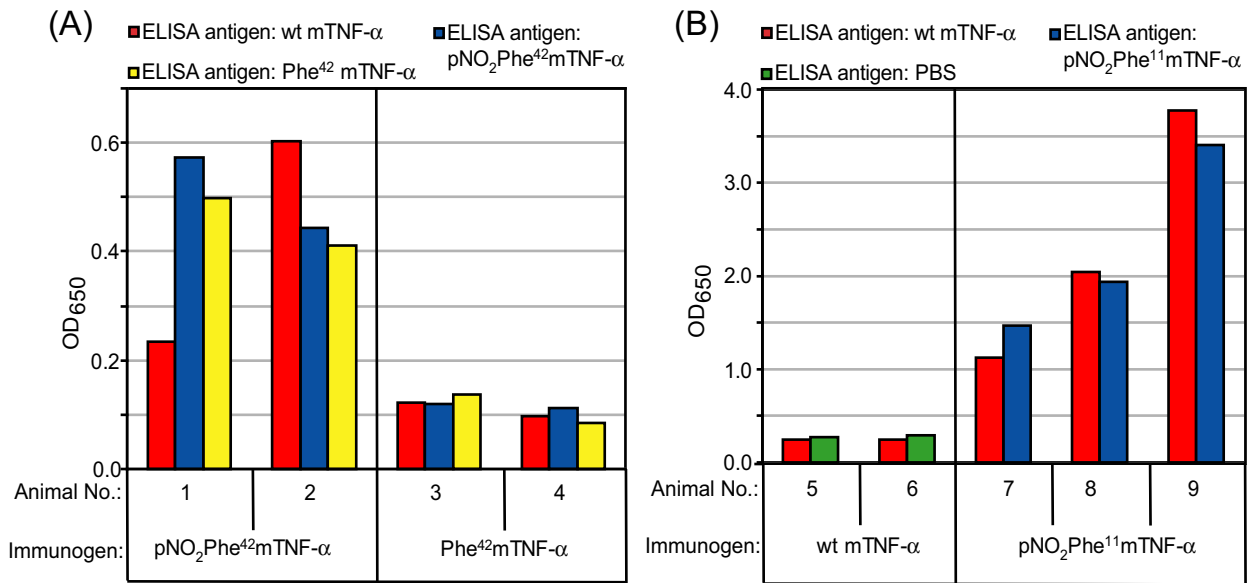 (A)
ELISA antigen: wt mTNF-α
ELISA antigen: pNO₂Phe⁴²mTNF-α
ELISA antigen: Phe⁴² mTNF-α
OD₆₅₀
0.6
0.4
0.2
0.0
Animal No.: 1 2 3 4
Immunogen: pNO₂Phe⁴²mTNF-α Phe⁴²mTNF-α
(B)
ELISA antigen: wt mTNF-α
ELISA antigen: pNO₂Phe¹¹mTNF-α
ELISA antigen: PBS
OD₆₅₀
4.0
3.0
2.0
1.0
0.0
Animal No.: 5 6 7 8 9
Immunogen: wt mTNF-α pNO₂Phe¹¹mTNF-α